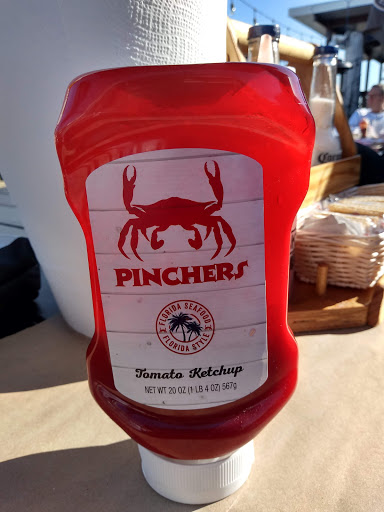 PINCHERS
FLORIDA SEAFOOD
FLORIDA STYLE
Tomato Ketchup
NET WT 20 OZ (1 LB 4 OZ) 567g